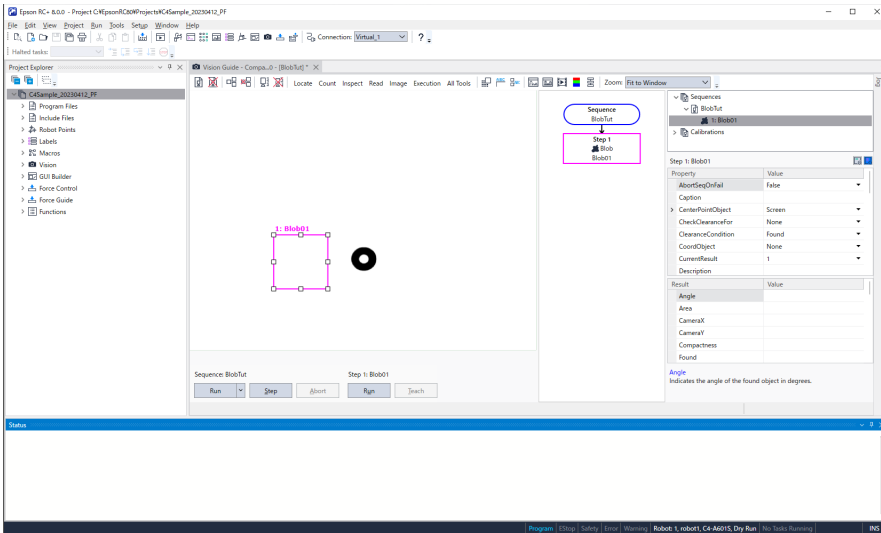 Epson RC+ 8.0.0 - Project C:¥EpsonRC80¥Projects¥C4Sample_20230412_PF
File Edit View Project Run Tools Setup Window Help
Connection: Virtual_1
Halted tasks:
Project Explorer
C4Sample_20230412_PF
Program Files
Include Files
Robot Points
Labels
Macros
Vision
GUI Builder
Force Control
Force Guide
Functions
Vision Guide - Compa...0 - [BlobTut] *
Locate Count Inspect Read Image Execution All Tools Zoom: Fit to Window
1: Blob01
Sequence: BlobTut
Run Step Abort
Step 1: Blob01
Run Teach
Sequence
BlobTut
Step 1
Blob
Blob01
Sequences
BlobTut
1: Blob01
Calibrations
Step 1: Blob01
Property Value
AbortSeqOnFail False
Caption
CenterPointObject Screen
CheckClearanceFor None
ClearanceCondition Found
CoordObject None
CurrentResult 1
Description
Result Value
Angle
Area
CameraX
CameraY
Compactness
Found
Angle
Indicates the angle of the found object in degrees.
Status
Program EStop Safety Error Warning Robot: 1, robot1, C4-A601S, Dry Run No Tasks Running INS